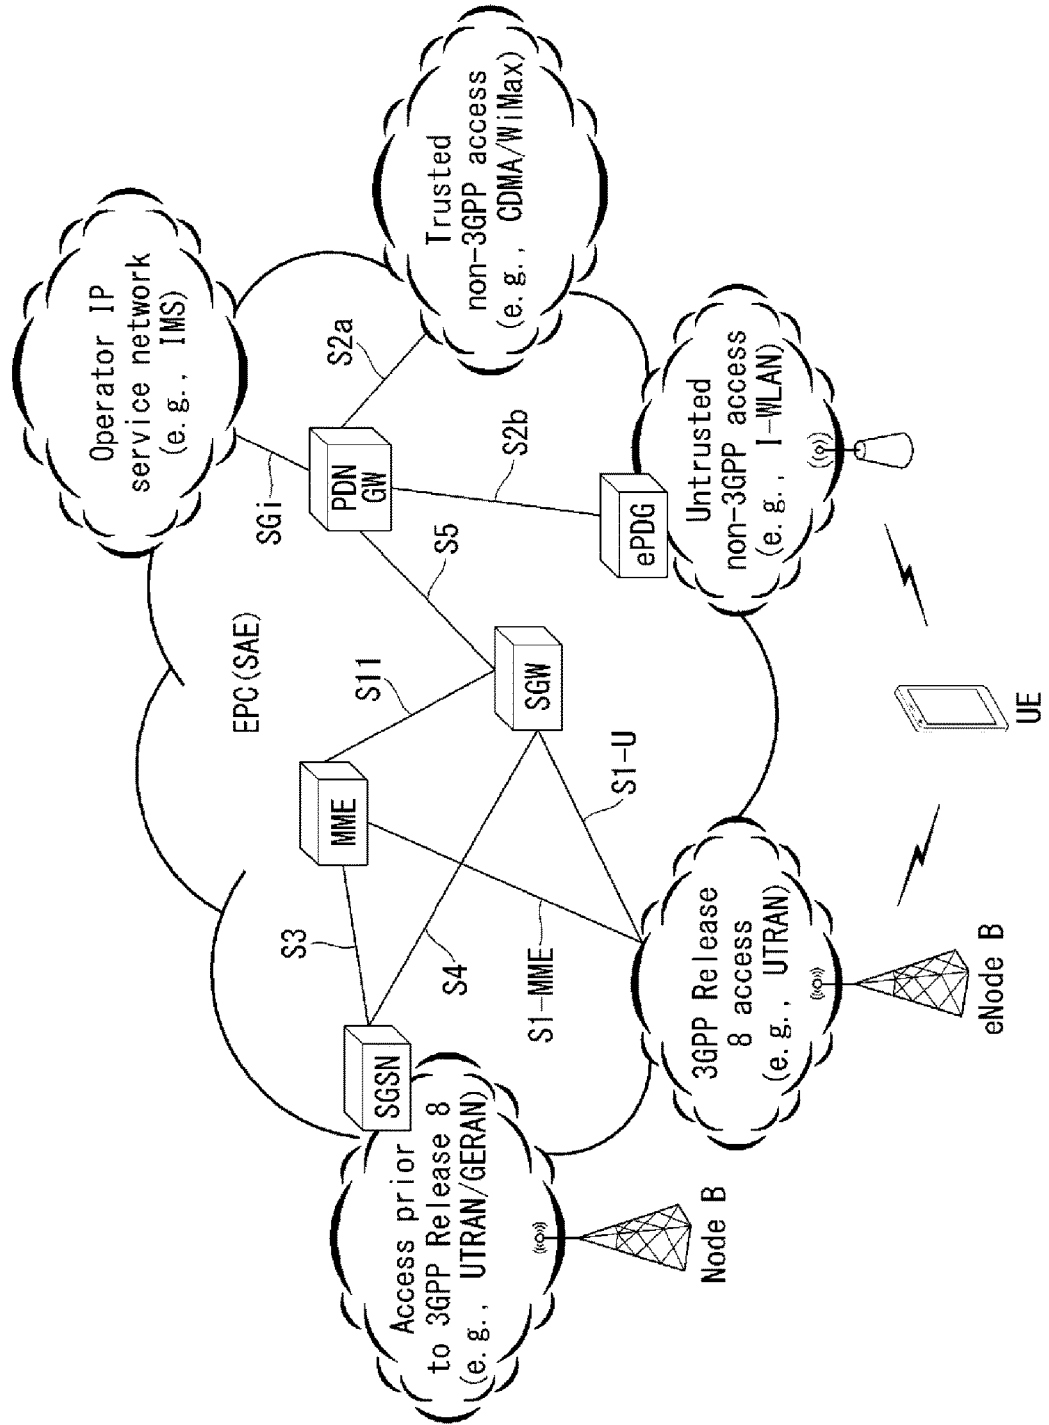 Operator IP
service network
(e.g., IMS)
Trusted
non-3GPP access
(e.g., CDMA/WiMax)
EPC(SAE)
SGi
S2a
PDN
GW
S2b
S5
S11
MME
S3
SGSN
Access prior
to 3GPP Release 8
(e.g., UTRAN/GERAN)
S4
SGW
ePDG
Untrusted
non-3GPP access
(e.g., I-WLAN)
S1-MME
S1-U
3GPP Release
8 access
(e.g., UTRAN)
Node B
eNode B
UE